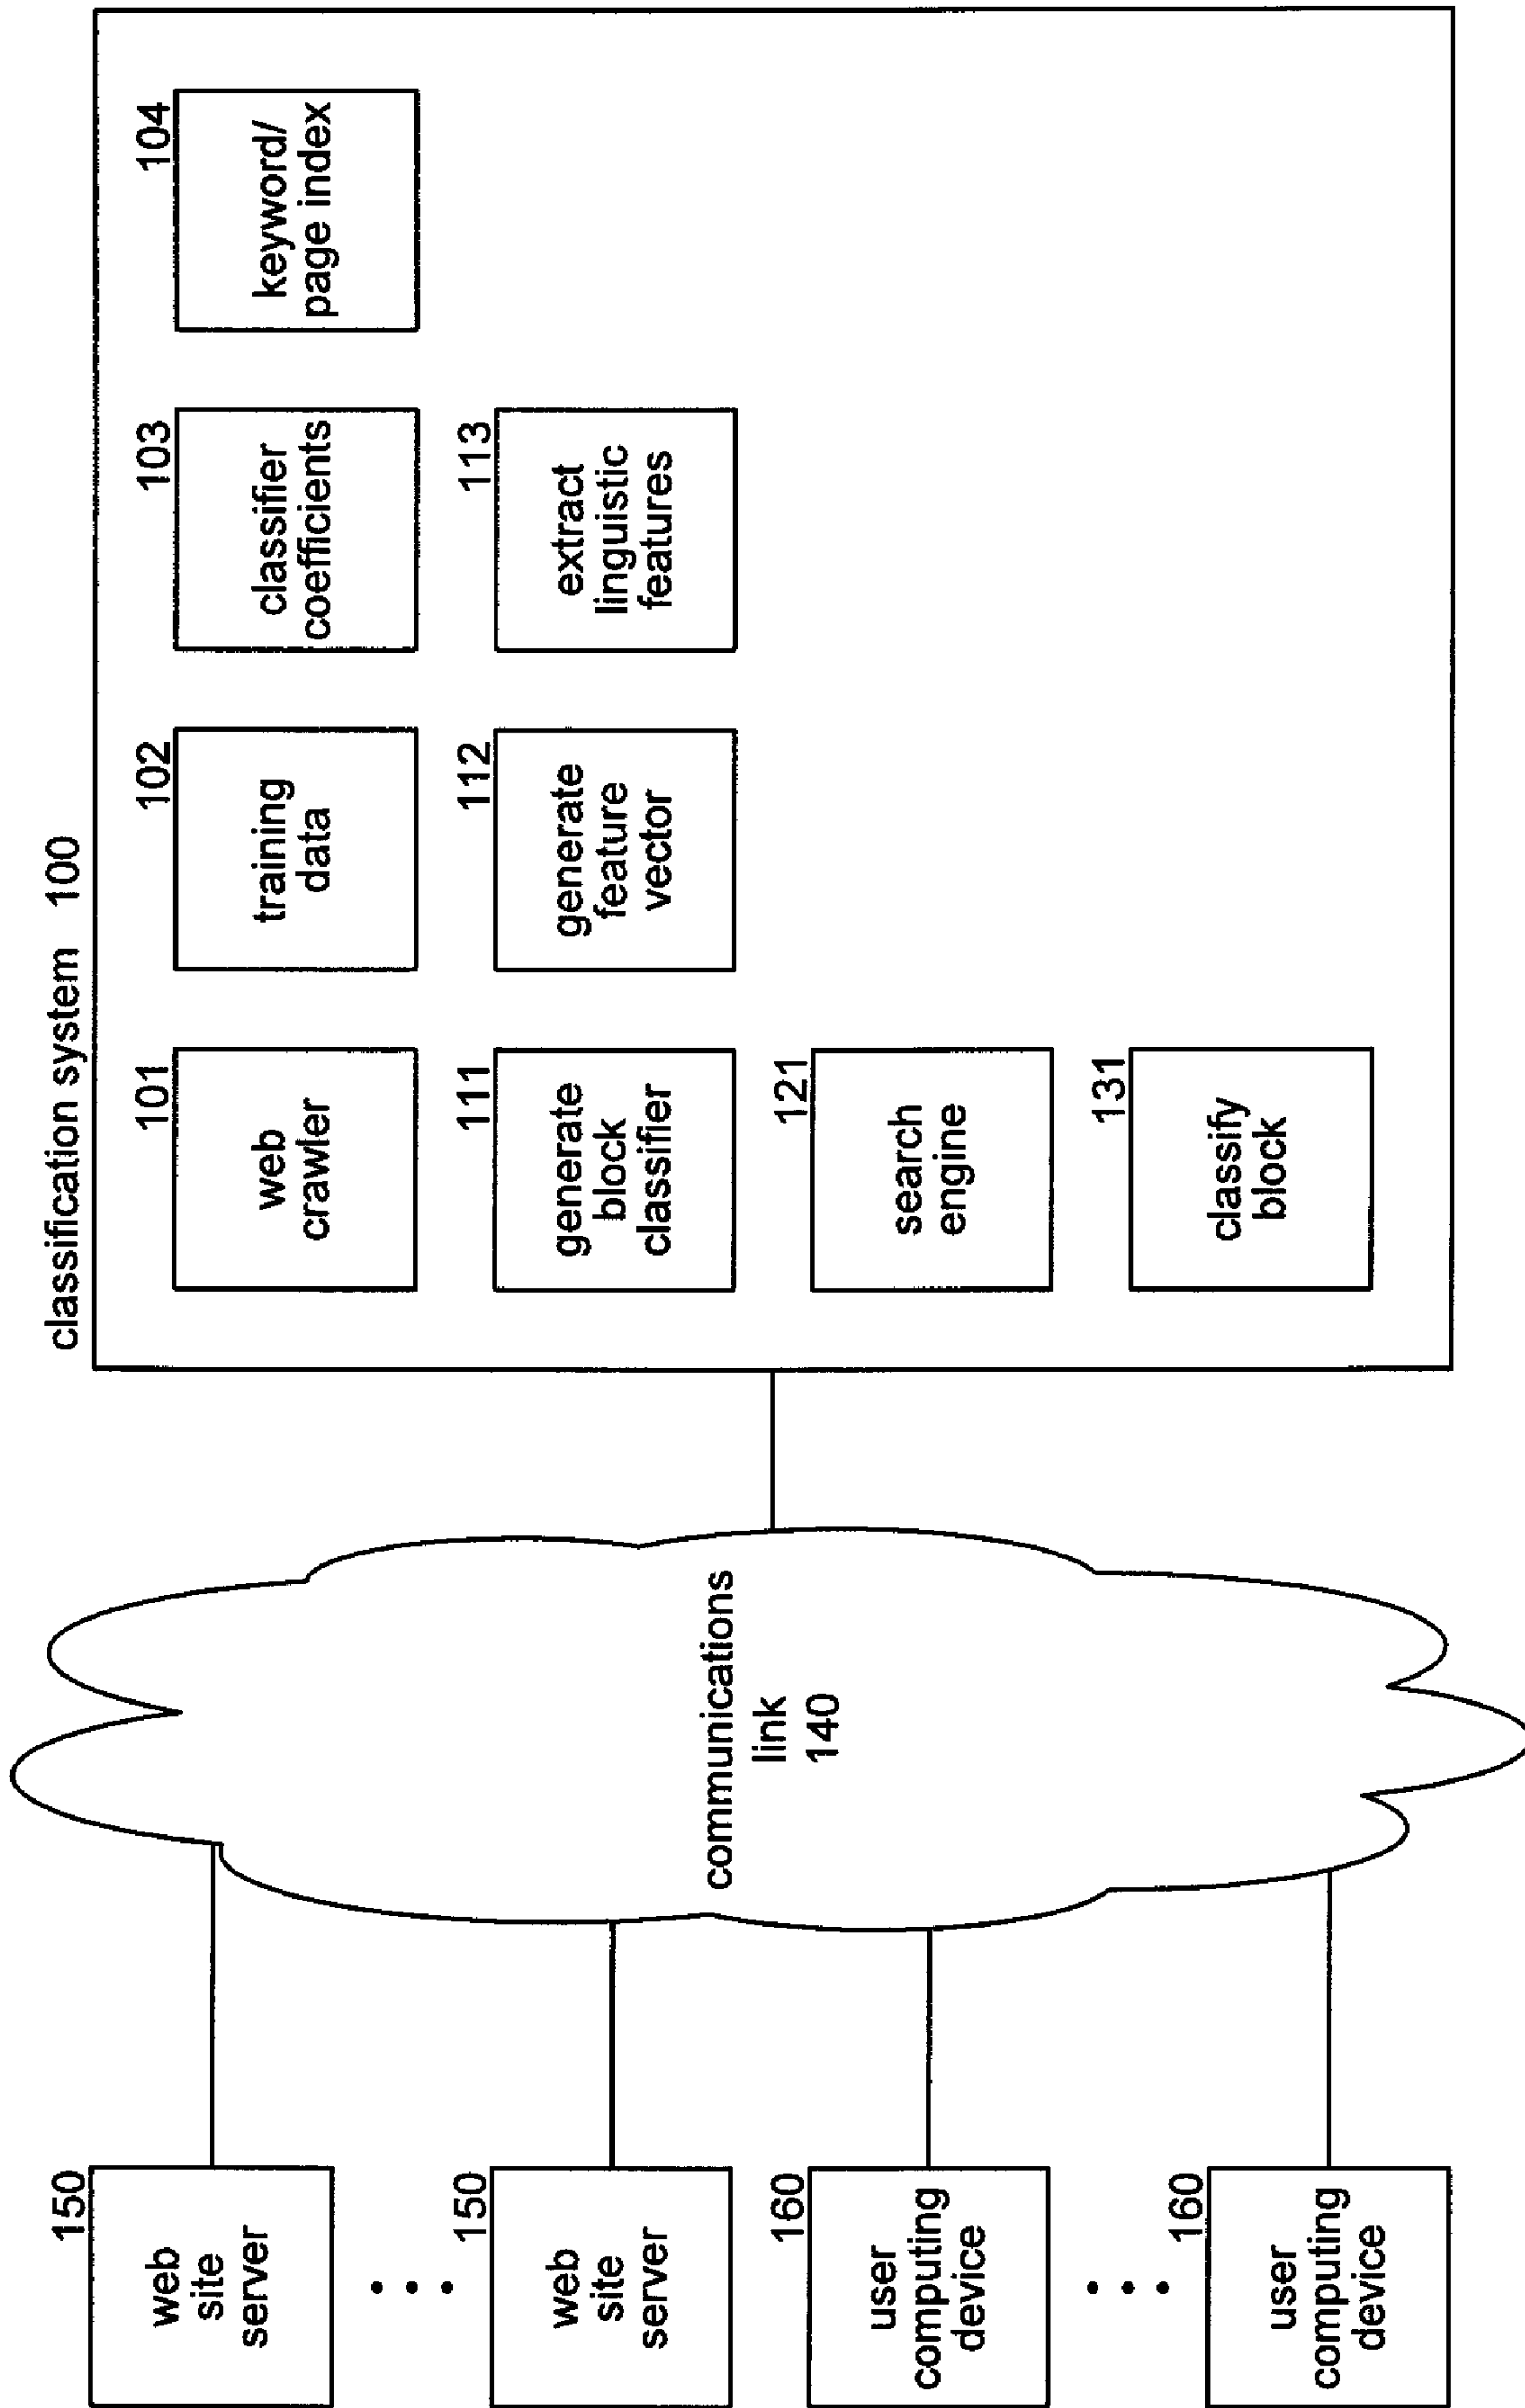 classification system 100
101
web
crawler
102
training
data
103
classifier
coefficients
104
keyword/
page index
111
generate
block
classifier
112
generate
feature
vector
113
extract
linguistic
features
121
search
engine
131
classify
block
communications
link
140
150
web
site
server
150
web
site
server
160
user
computing
device
160
user
computing
device